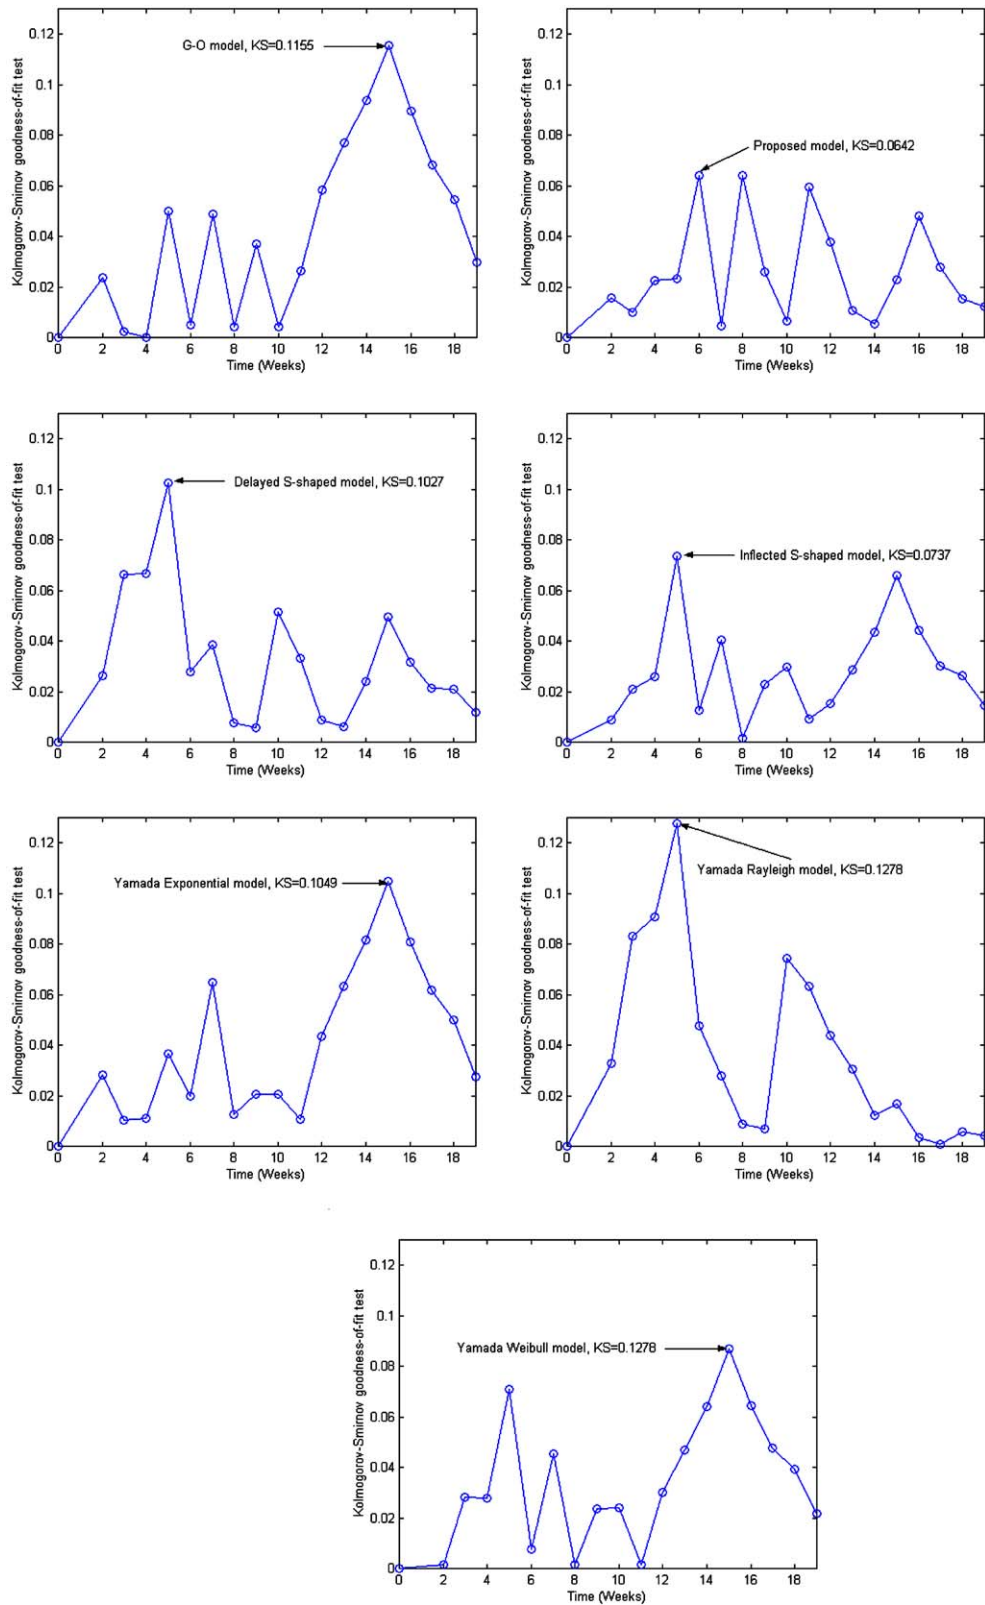 0.12
G-O model, KS=0.1155
0.1
0.08
0.06
0.04
0.02
0
Kolmogorov-Smirnov goodness-of-fit test
0 2 4 6 8 10 12 14 16 18
Time (Weeks)
0.12
0.1
0.08
Proposed model, KS=0.0642
0.06
0.04
0.02
0
Kolmogorov-Smirnov goodness-of-fit test
0 2 4 6 8 10 12 14 16 18
Time (Weeks)
0.12
0.1
Delayed S-shaped model, KS=0.1027
0.08
0.06
0.04
0.02
0
Kolmogorov-Smirnov goodness-of-fit test
0 2 4 6 8 10 12 14 16 18
Time (Weeks)
0.12
0.1
0.08
Inflected S-shaped model, KS=0.0737
0.06
0.04
0.02
0
Kolmogorov-Smirnov goodness-of-fit test
0 2 4 6 8 10 12 14 16 18
Time (Weeks)
0.12
Yamada Exponential model, KS=0.1049
0.1
0.08
0.06
0.04
0.02
0
Kolmogorov-Smirnov goodness-of-fit test
0 2 4 6 8 10 12 14 16 18
Time (Weeks)
0.12
Yamada Rayleigh model, KS=0.1278
0.1
0.08
0.06
0.04
0.02
0
Kolmogorov-Smirnov goodness-of-fit test
0 2 4 6 8 10 12 14 16 18
Time (Weeks)
0.12
0.1
Yamada Weibull model, KS=0.1278
0.08
0.06
0.04
0.02
0
Kolmogorov-Smirnov goodness-of-fit test
0 2 4 6 8 10 12 14 16 18
Time (Weeks)